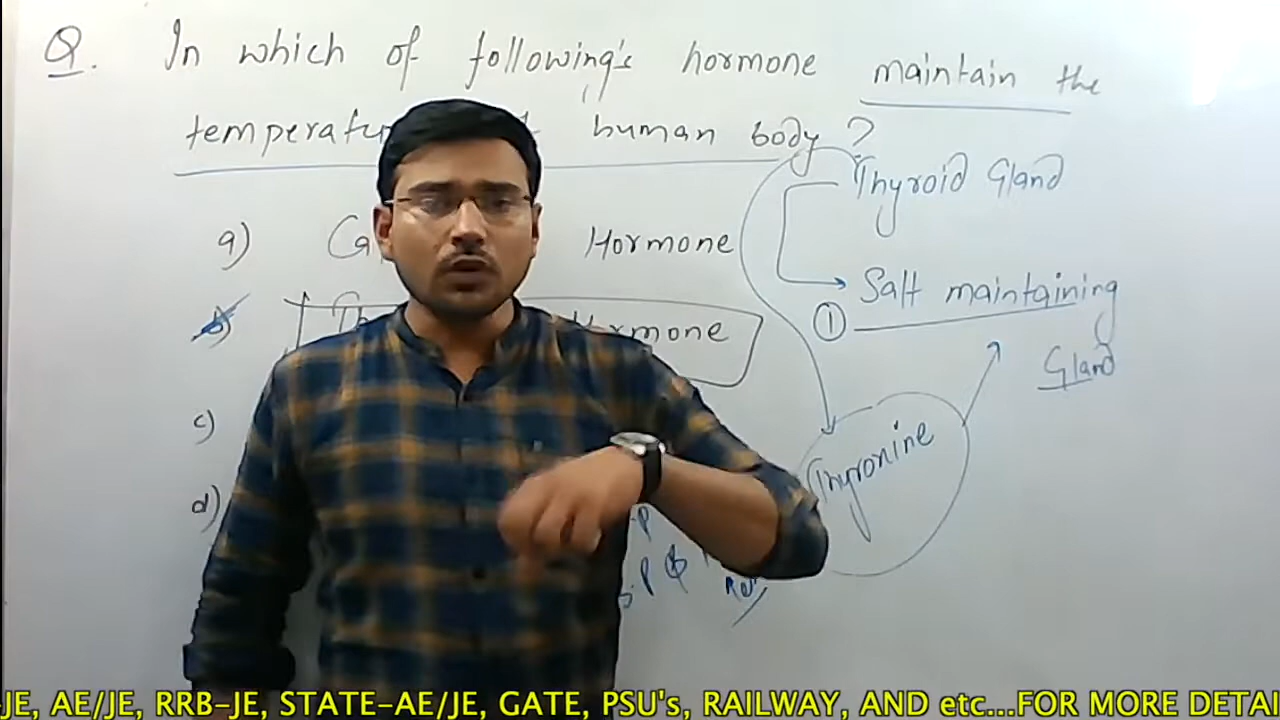 Q. In which of following's hormone maintain the
human body?
Thyroid Gland
a) Hormone
Salt maintaining
①
Gland
b) Hormone
c)
Thyronine
d)
-JE, AE/JE, RRB-JE, STATE-AE/JE, GATE, PSU's, RAILWAY, AND etc...FOR MORE DETAI